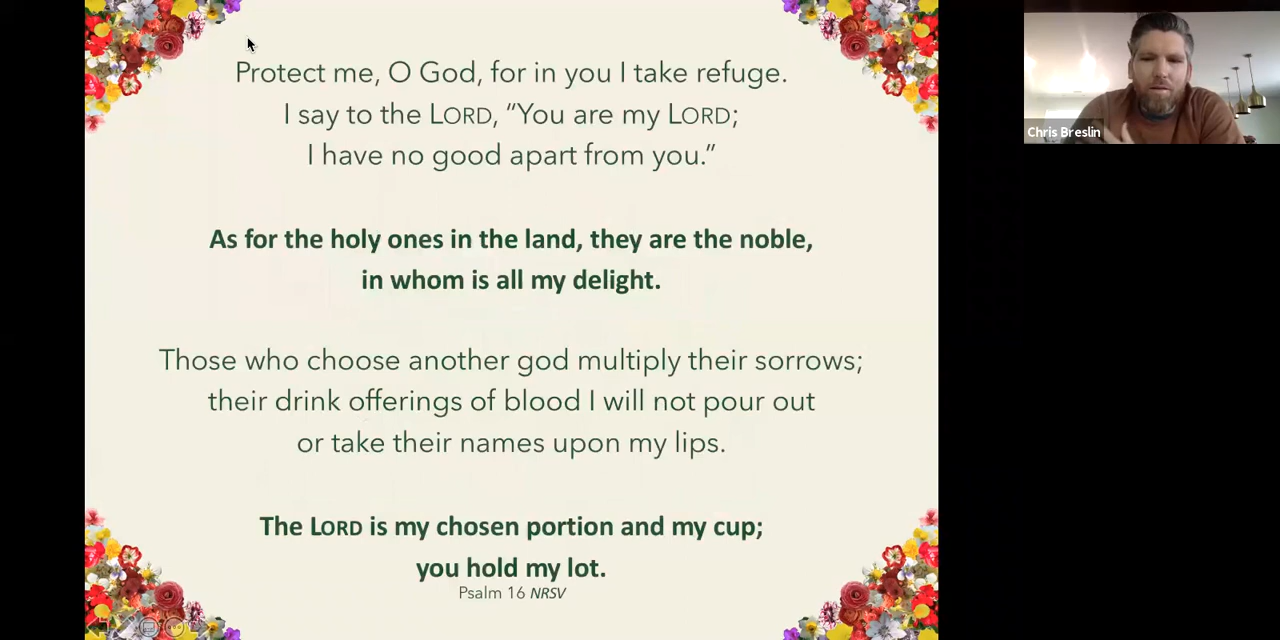 Protect me, O God, for in you I take refuge.
I say to the LORD, “You are my LORD;
I have no good apart from you.”
As for the holy ones in the land, they are the noble,
in whom is all my delight.
Those who choose another god multiply their sorrows;
their drink offerings of blood I will not pour out
or take their names upon my lips.
The LORD is my chosen portion and my cup;
you hold my lot.
Psalm 16 NRSV
Chris Breslin